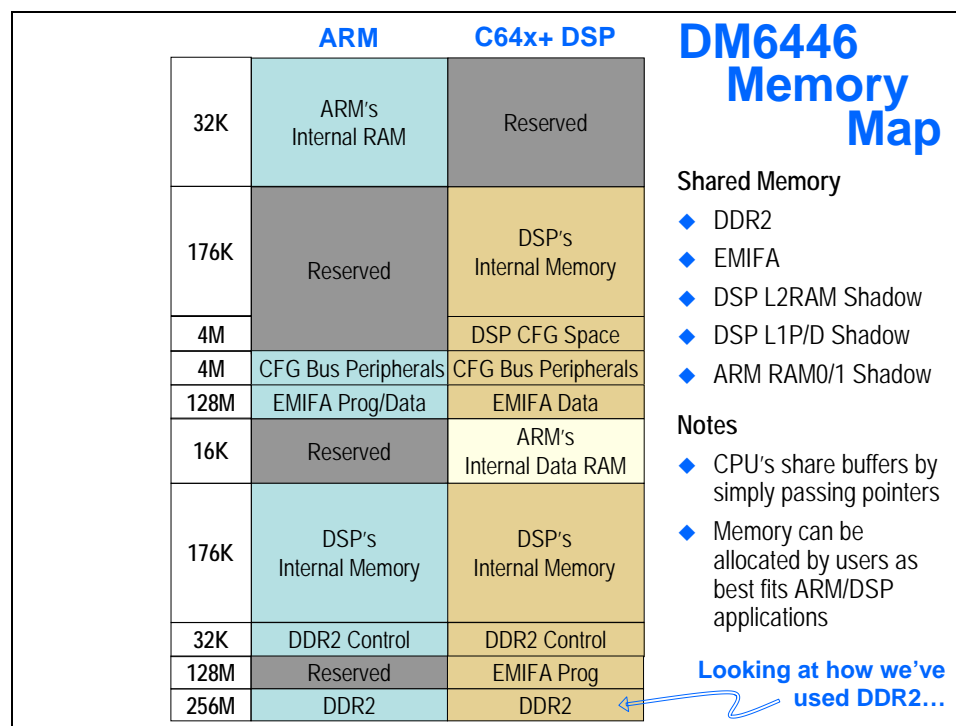 ARM C64x+ DSP
DM6446
Memory
Map
32K ARM's Internal RAM Reserved
176K Reserved DSP's Internal Memory
4M DSP CFG Space
4M CFG Bus Peripherals CFG Bus Peripherals
128M EMIFA Prog/Data EMIFA Data
16K Reserved ARM's Internal Data RAM
176K DSP's Internal Memory DSP's Internal Memory
32K DDR2 Control DDR2 Control
128M Reserved EMIFA Prog
256M DDR2 DDR2
Shared Memory
◆ DDR2
◆ EMIFA
◆ DSP L2RAM Shadow
◆ DSP L1P/D Shadow
◆ ARM RAM0/1 Shadow
Notes
◆ CPU's share buffers by
simply passing pointers
◆ Memory can be
allocated by users as
best fits ARM/DSP
applications
Looking at how we've
used DDR2…